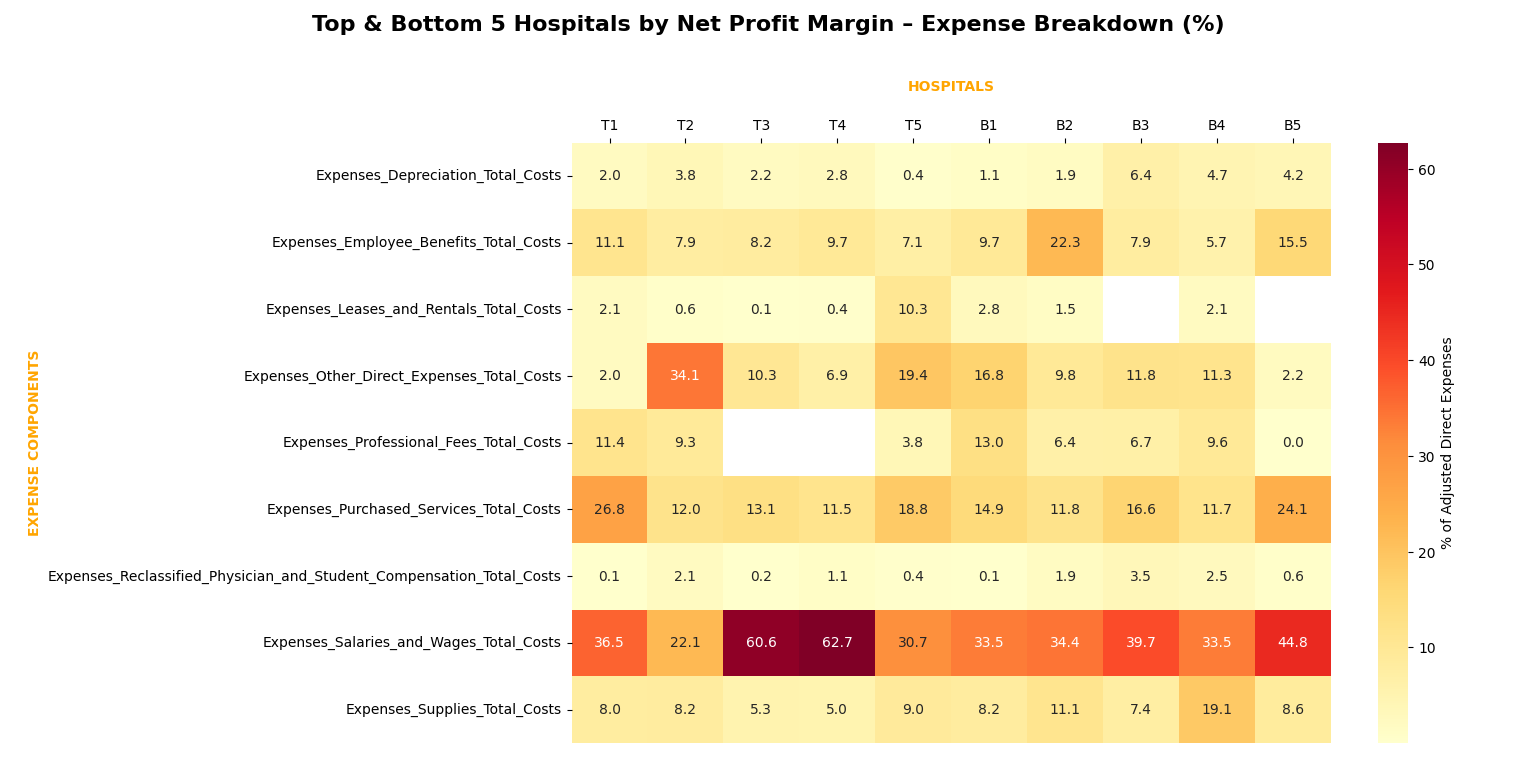 Top & Bottom 5 Hospitals by Net Profit Margin – Expense Breakdown (%)
HOSPITALS
T1 T2 T3 T4 T5 B1 B2 B3 B4 B5
Expenses_Depreciation_Total_Costs 2.0 3.8 2.2 2.8 0.4 1.1 1.9 6.4 4.7 4.2
Expenses_Employee_Benefits_Total_Costs 11.1 7.9 8.2 9.7 7.1 9.7 22.3 7.9 5.7 15.5
Expenses_Leases_and_Rentals_Total_Costs 2.1 0.6 0.1 0.4 10.3 2.8 1.5 2.1
Expenses_Other_Direct_Expenses_Total_Costs 2.0 34.1 10.3 6.9 19.4 16.8 9.8 11.8 11.3 2.2
Expenses_Professional_Fees_Total_Costs 11.4 9.3 3.8 13.0 6.4 6.7 9.6 0.0
Expenses_Purchased_Services_Total_Costs 26.8 12.0 13.1 11.5 18.8 14.9 11.8 16.6 11.7 24.1
Expenses_Reclassified_Physician_and_Student_Compensation_Total_Costs 0.1 2.1 0.2 1.1 0.4 0.1 1.9 3.5 2.5 0.6
Expenses_Salaries_and_Wages_Total_Costs 36.5 22.1 60.6 62.7 30.7 33.5 34.4 39.7 33.5 44.8
Expenses_Supplies_Total_Costs 8.0 8.2 5.3 5.0 9.0 8.2 11.1 7.4 19.1 8.6
EXPENSE COMPONENTS
60
50
40
30
20
10
% of Adjusted Direct Expenses